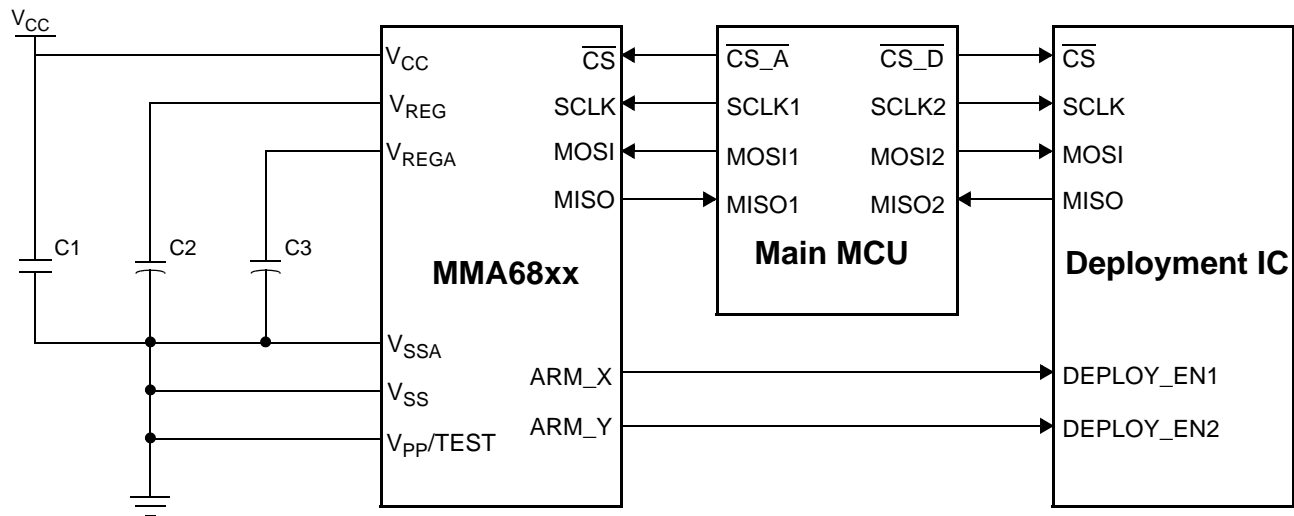 VCC
VCC
VREG
VREGA
C1
C2
C3
VSSA
VSS
VPP/TEST
CS
SCLK
MOSI
MISO
MMA68xx
ARM_X
ARM_Y
CS_A
SCLK1
MOSI1
MISO1
CS_D
SCLK2
MOSI2
MISO2
Main MCU
CS
SCLK
MOSI
MISO
Deployment IC
DEPLOY_EN1
DEPLOY_EN2